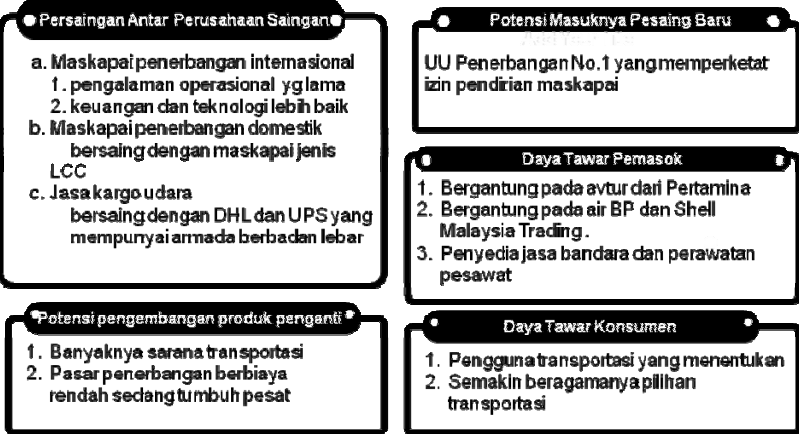 Persaingan Antar Perusahaan Saingan
a. Maskapai penerbangan internasional
1. pengalaman operasional yg lama
2. keuangan dan teknologi lebih baik
b. Maskapai penerbangan domestik
bersaing dengan maskapai jenis
LCC
c. Jasa kargo udara
bersaing dengan DHL dan UPS yang
mempunyai armada berbadan lebar
Potensi Masuknya Pesaing Baru
UU Penerbangan No.1 yang memperketat
izin pendirian maskapai
Daya Tawar Pemasok
1. Bergantung pada avtur dari Pertamina
2. Bergantung pada air BP dan Shell
Malaysia Trading.
3. Penyedia jasa bandara dan perawatan
pesawat
Potensi pengembangan produk penganti
1. Banyaknya sarana transportasi
2. Pasar penerbangan berbiaya
rendah sedang tumbuh pesat
Daya Tawar Konsumen
1. Pengguna transportasi yang menentukan
2. Semakin beragamanya pilihan
transportasi